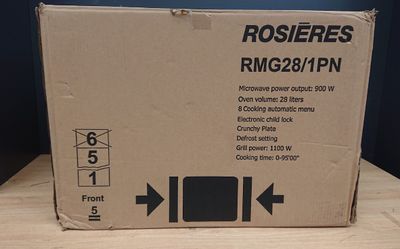 ROSIĒRES
RMG28/1PN
Microwave power output: 900 W
Oven volume: 28 liters
8 Cooking automatic menu
Electronic child lock
Crunchy Plate
Defrost setting
Grill power: 1100 W
Cooking time: 0-95'00"
6
5
1
Front
5